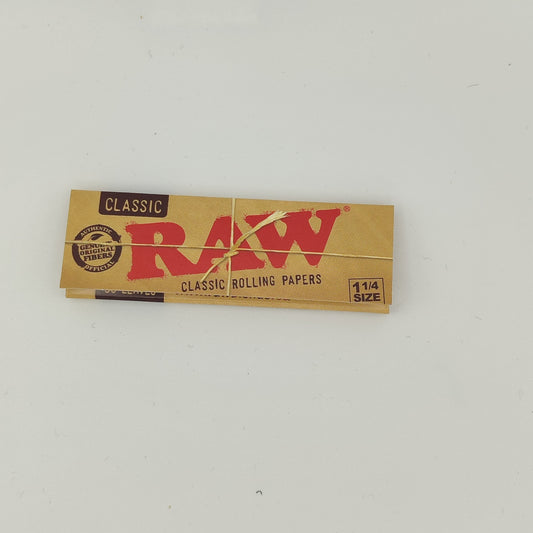 CLASSIC
AUTHENTIC
GENUINE
ORIGINAL
FIBERS
OFFICIAL
RAW®
CLASSIC ROLLING PAPERS
1 1/4
SIZE